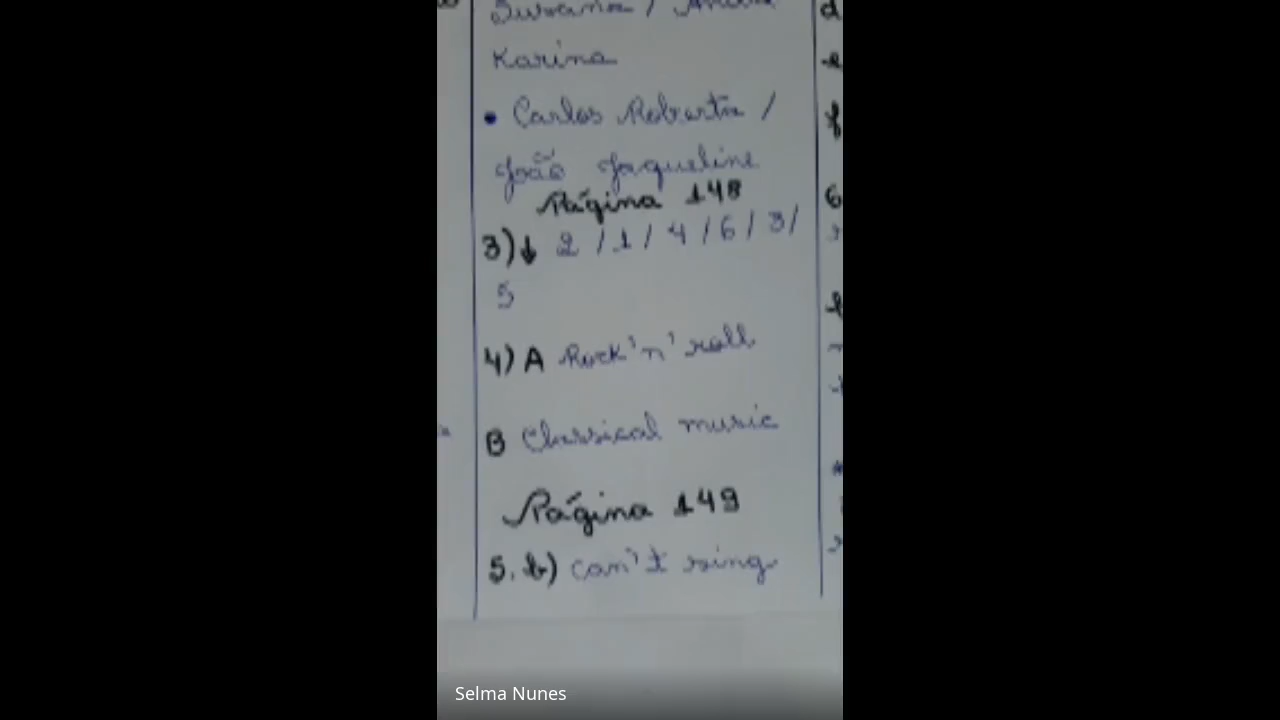 Karina
• Carlos Roberto /
João Jaqueline
Página 148
3)↓ 2 / 1 / 4 / 6 / 3 /
5
4) A Rock'n'roll
B Classical music
Página 149
5. b) can't sing
Selma Nunes